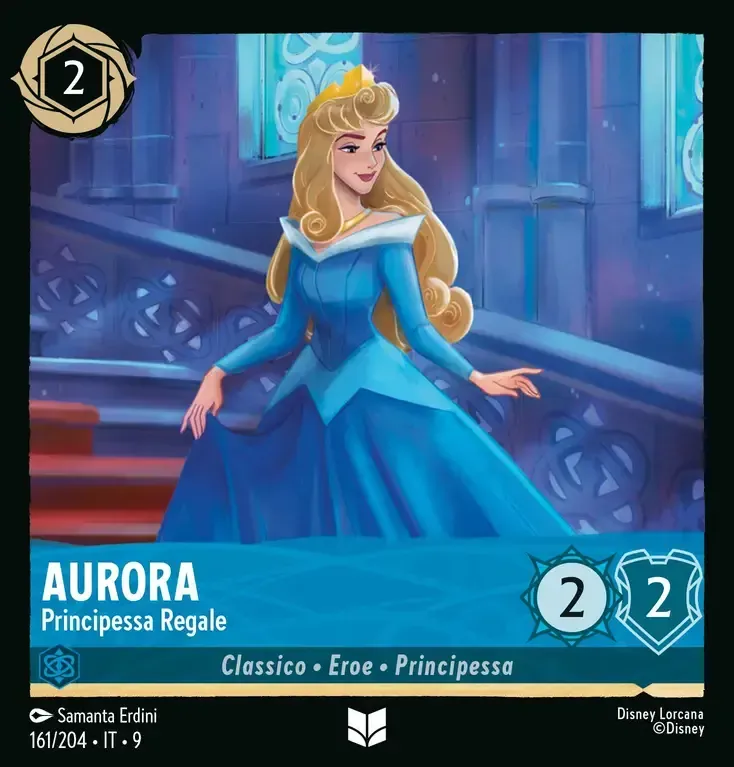 2
AURORA
Principessa Regale
2
2
Classico • Eroe • Principessa
Samanta Erdini
161/204 • IT • 9
Disney Lorcana
©Disney